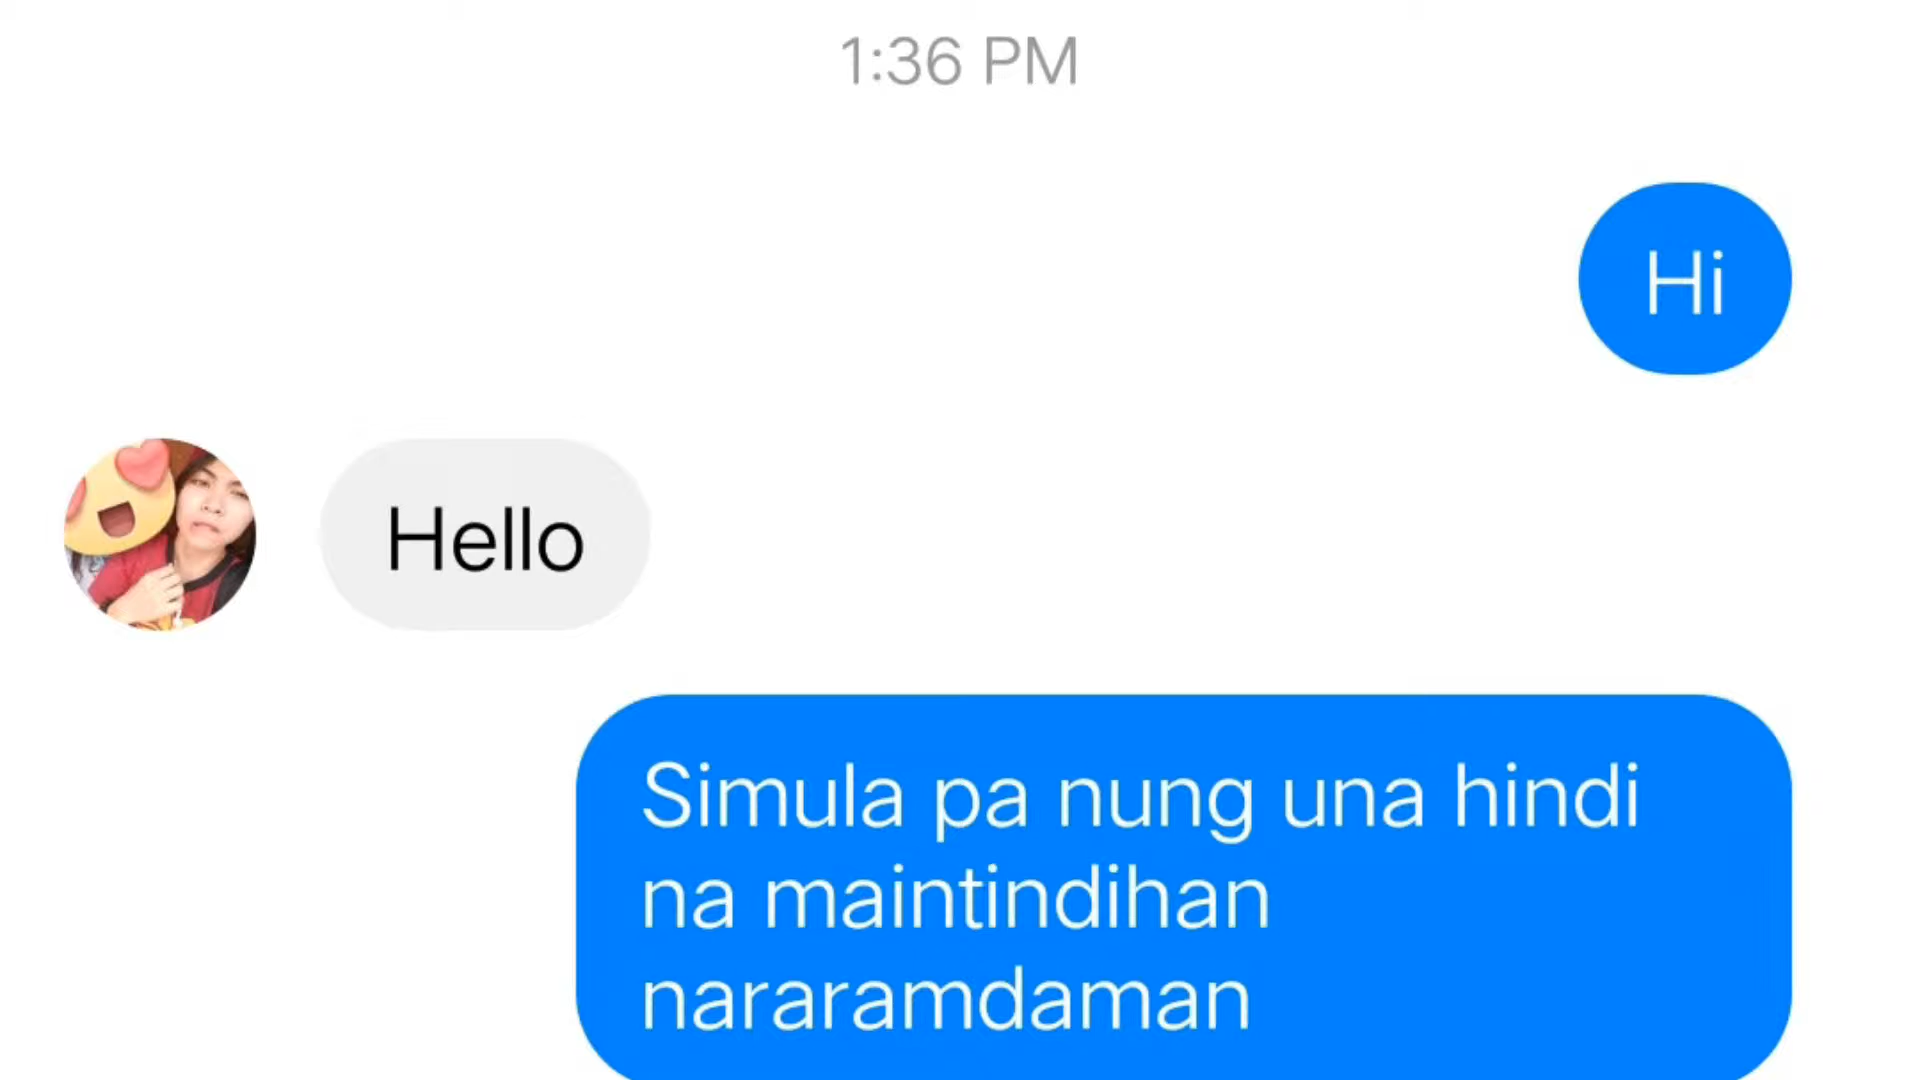 1:36 PM
Hi
Hello
Simula pa nung una hindi
na maintindihan
nararamdaman